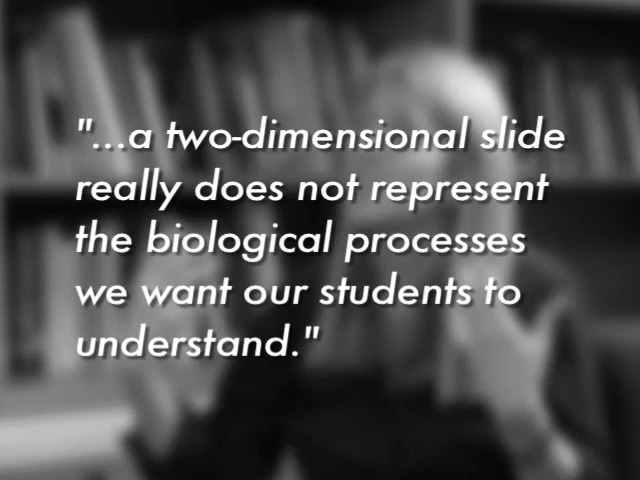 "...a two-dimensional slide
really does not represent
the biological processes
we want our students to
understand."